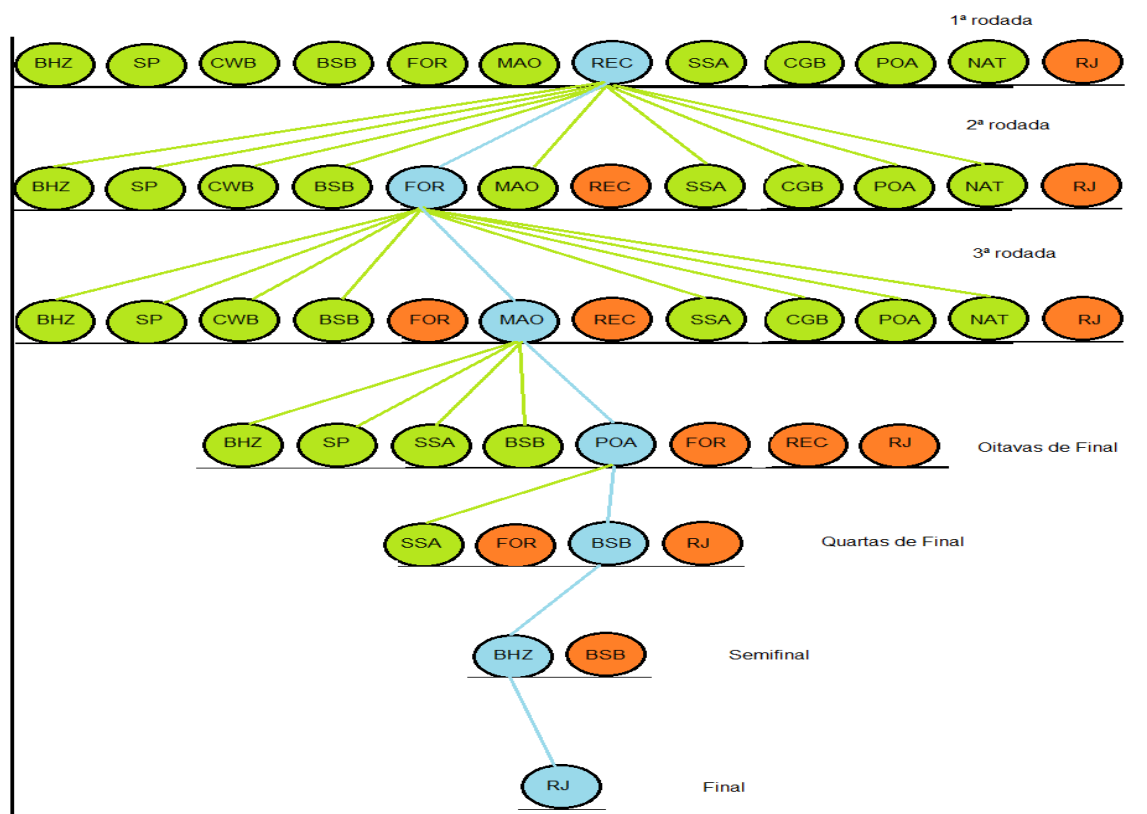 1ª rodada
BHZ SP CWB BSB FOR MAO REC SSA CGB POA NAT RJ
2ª rodada
BHZ SP CWB BSB FOR MAO REC SSA CGB POA NAT RJ
3ª rodada
BHZ SP CWB BSB FOR MAO REC SSA CGB POA NAT RJ
BHZ SP SSA BSB POA FOR REC RJ Oitavas de Final
SSA FOR BSB RJ Quartas de Final
BHZ BSB Semifinal
RJ Final